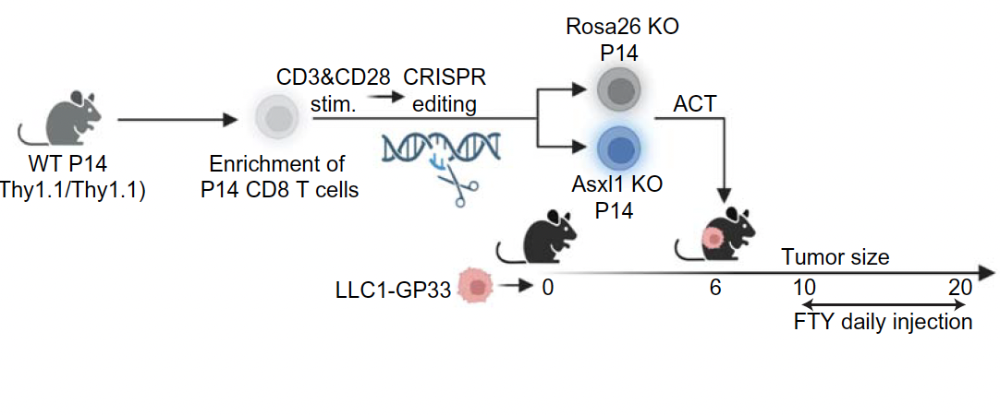 Rosa26 KO
P14
CD3&CD28
stim.
CRISPR
editing
ACT
WT P14
Thy1.1/Thy1.1)
Enrichment of
P14 CD8 T cells
Asxl1 KO
P14
LLC1-GP33
Tumor size
0
6
10
20
FTY daily injection